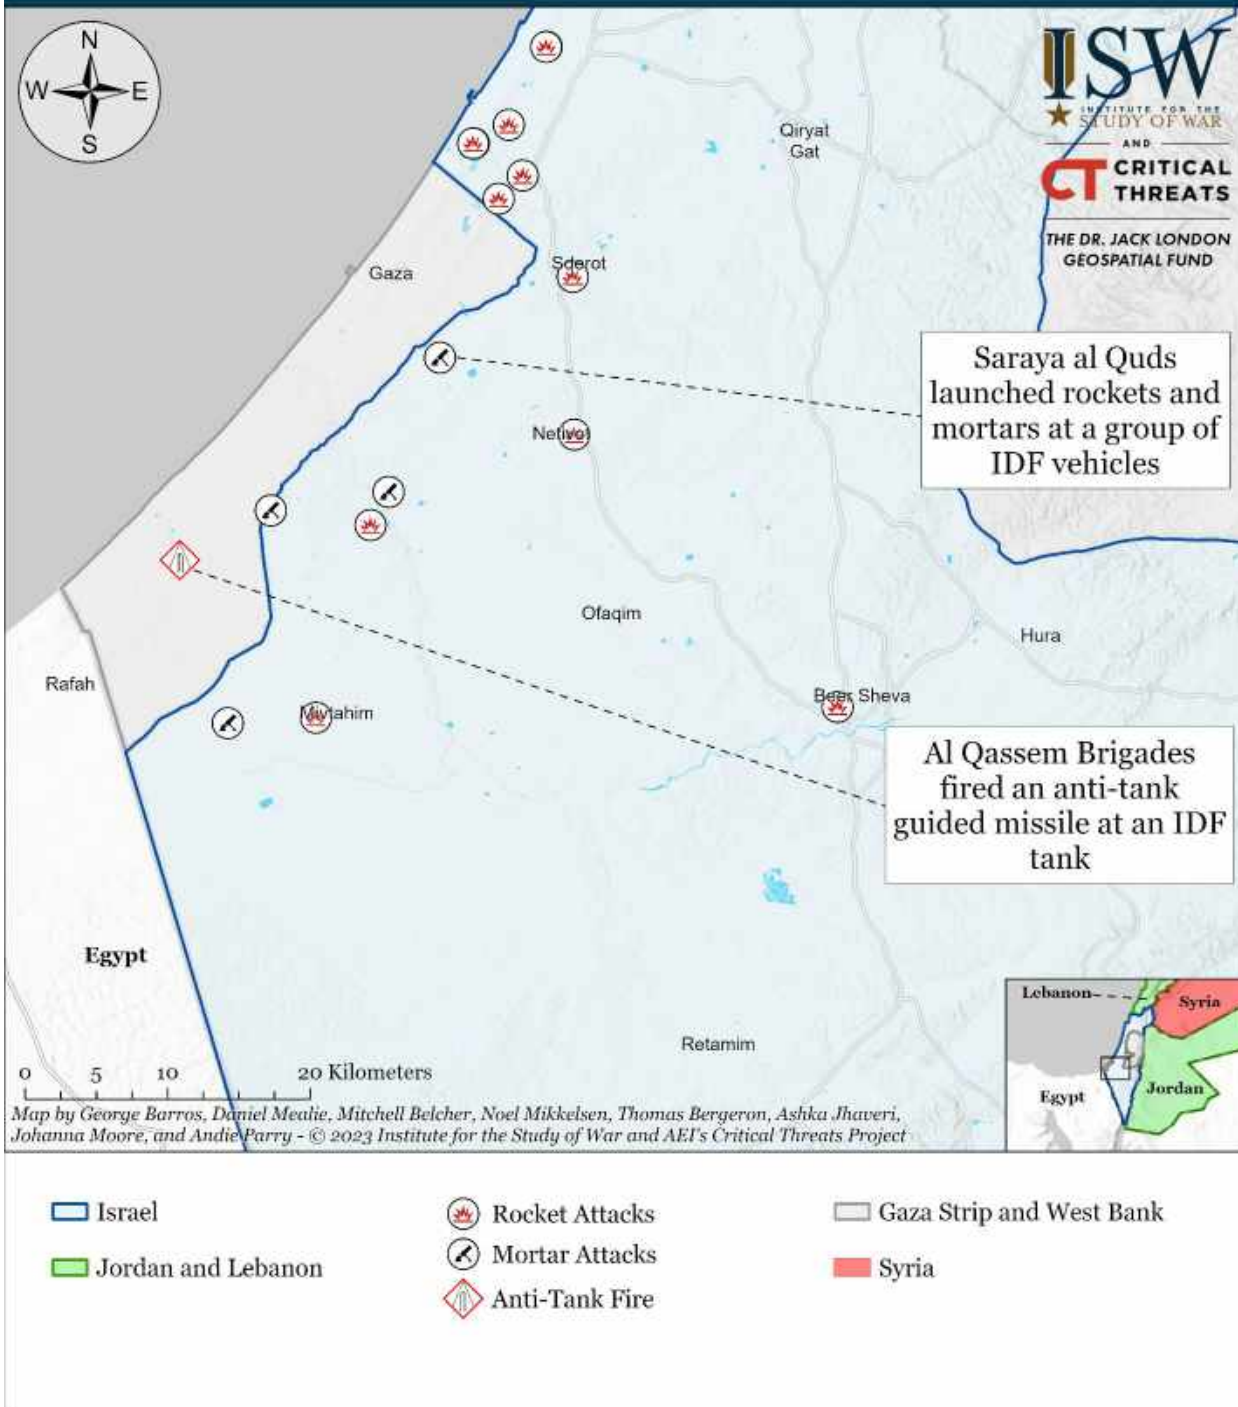 N
W
E
S
ISW
INSTITUTE FOR THE
STUDY OF WAR
AND
CT CRITICAL
THREATS
THE DR. JACK LONDON
GEOSPATIAL FUND
Qiryat
Gat
Gaza
Sderot
Saraya al Quds
launched rockets and
mortars at a group of
IDF vehicles
Netivot
Ofaqim
Hura
Rafah
Mivtahim
Beer Sheva
Al Qassem Brigades
fired an anti-tank
guided missile at an IDF
tank
Egypt
Retamim
Lebanon
Syria
Egypt
Jordan
0 5 10 20 Kilometers
Map by George Barros, Daniel Mealie, Mitchell Belcher, Noel Mikkelsen, Thomas Bergeron, Ashka Jhaveri,
Johanna Moore, and Andie Parry - © 2023 Institute for the Study of War and AEI's Critical Threats Project
Israel
Jordan and Lebanon
Rocket Attacks
Mortar Attacks
Anti-Tank Fire
Gaza Strip and West Bank
Syria